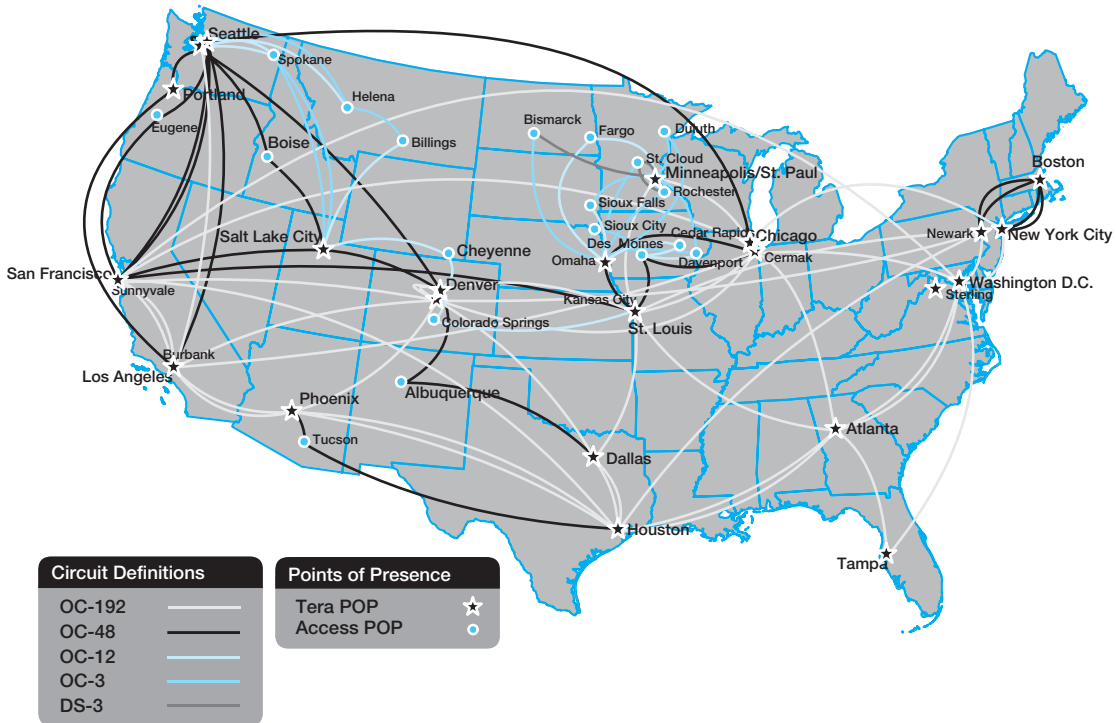 Seattle
Spokane
Portland
Helena
Eugene
Boise
Billings
Bismarck
Fargo
Duluth
St. Cloud
Minneapolis/St. Paul
Rochester
Sioux Falls
Sioux City
Cedar Rapids
Des Moines
Davenport
Omaha
Chicago
Cermak
Boston
Newark
New York City
Washington D.C.
Sterling
Salt Lake City
Cheyenne
San Francisco
Sunnyvale
Denver
Colorado Springs
Kansas City
St. Louis
Burbank
Los Angeles
Phoenix
Albuquerque
Tucson
Dallas
Atlanta
Houston
Tampa
Circuit Definitions
OC-192
OC-48
OC-12
OC-3
DS-3
Points of Presence
Tera POP
Access POP